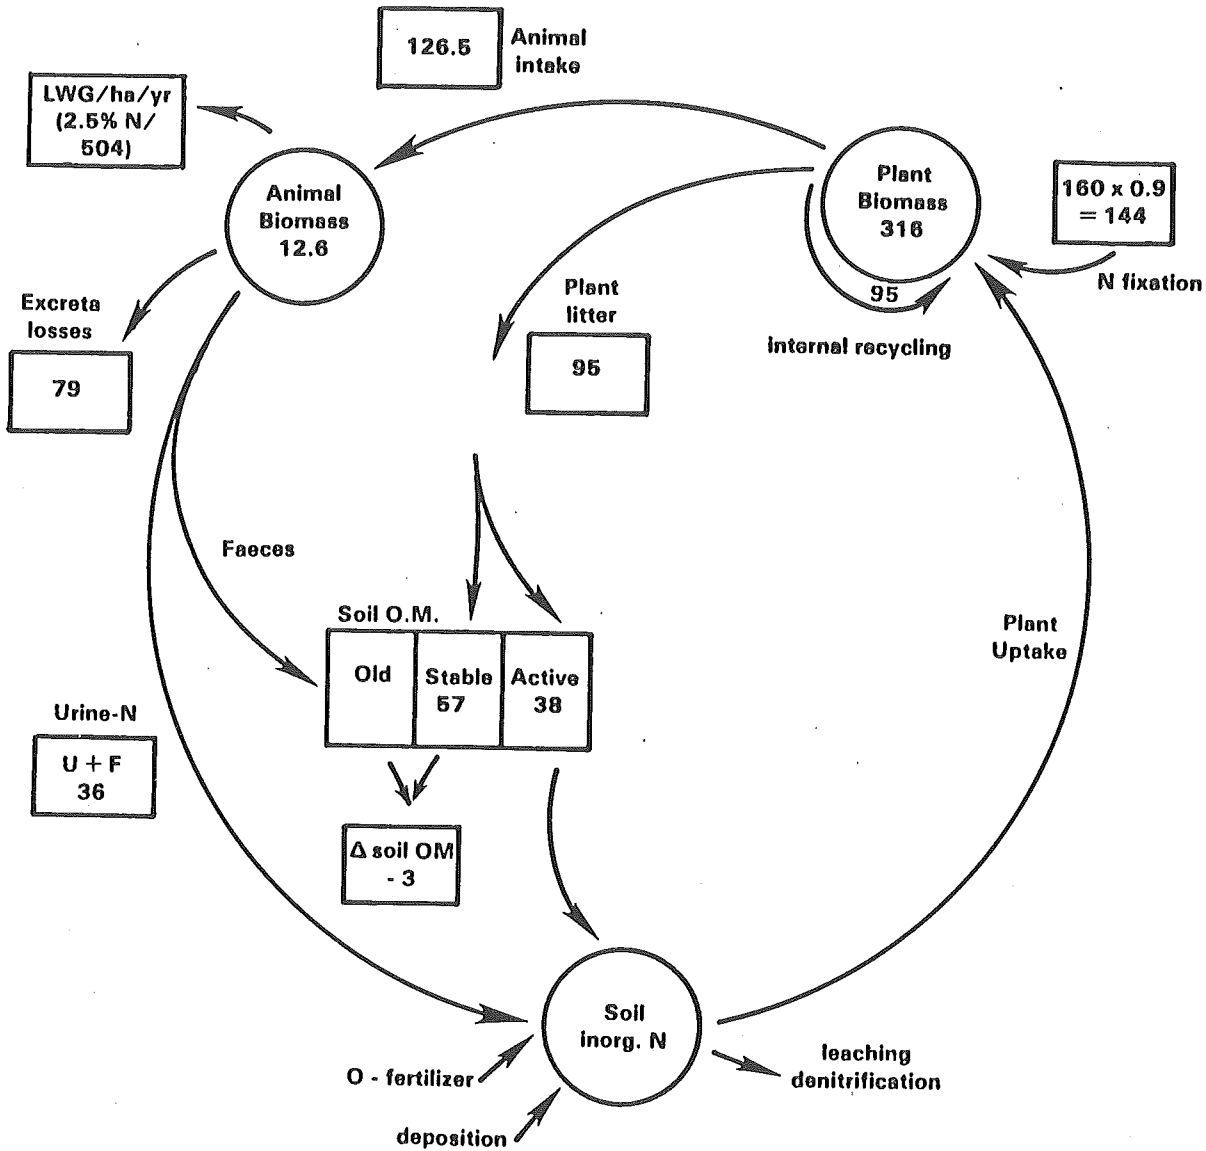 126.5
Animal
intake
LWG/ha/yr
(2.5% N/
504)
Animal
Biomass
12.6
Plant
Biomass
316
160 x 0.9
= 144
N fixation
95
Internal recycling
Excreta
losses
79
Plant
litter
95
Faeces
Soil O.M.
Old
Stable
57
Active
38
Plant
Uptake
Urine-N
U + F
36
Δ soil OM
- 3
Soil
inorg. N
O - fertilizer
deposition
leaching
denitrification